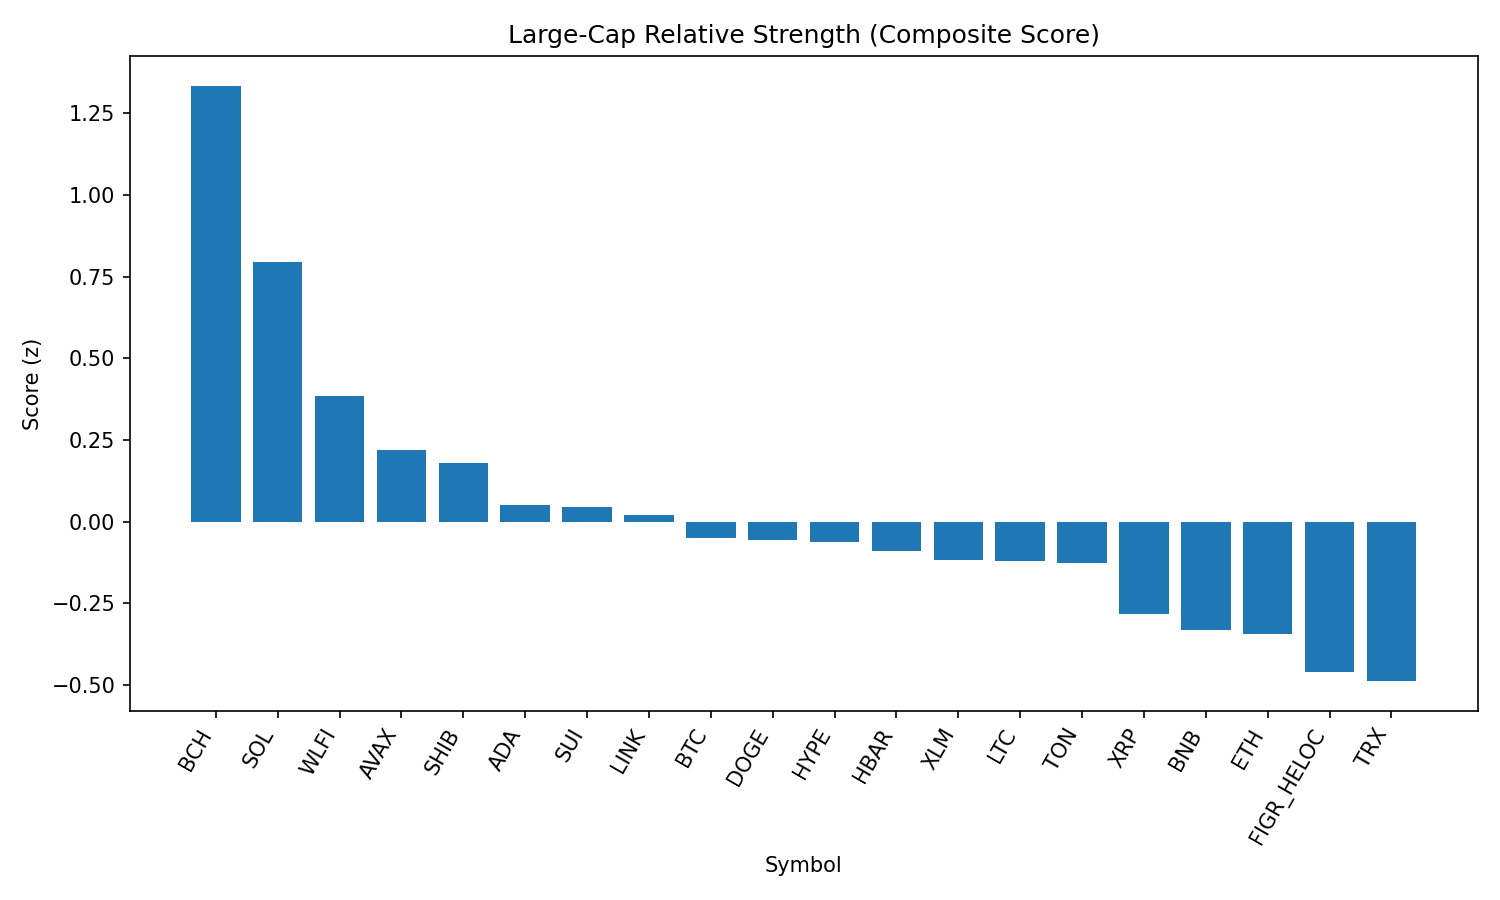 Large-Cap Relative Strength (Composite Score)
Score (z)
1.25
1.00
0.75
0.50
0.25
0.00
−0.25
−0.50
BCH
SOL
WLFI
AVAX
SHIB
ADA
SUI
LINK
BTC
DOGE
HYPE
HBAR
XLM
LTC
TON
XRP
BNB
ETH
FIGR_HELOC
TRX
Symbol